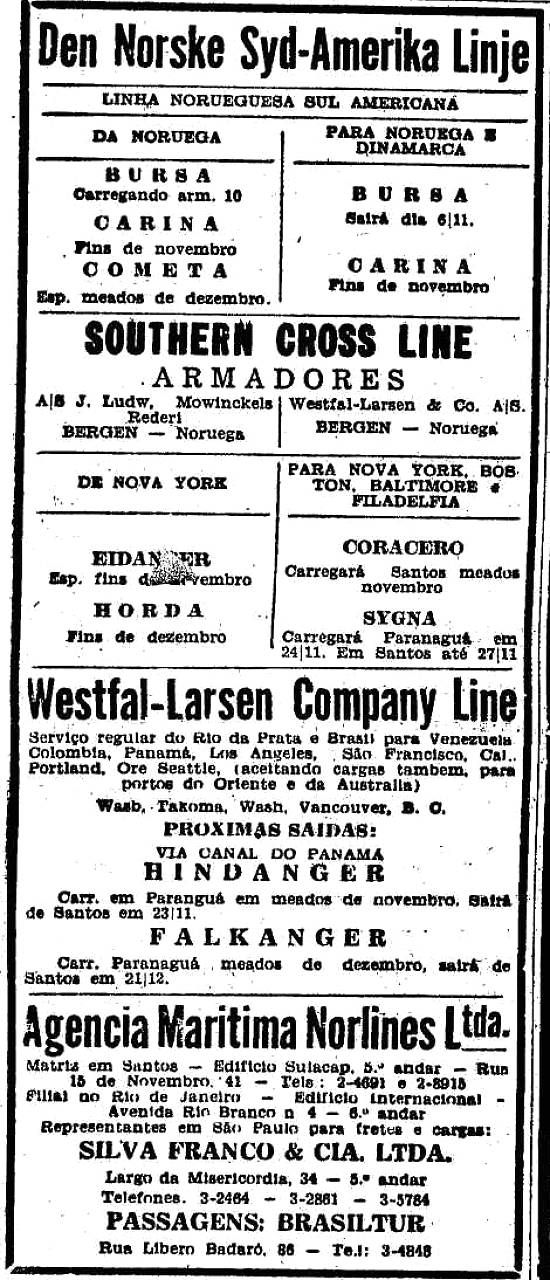 Den Norske Syd-Amerika Linje
LINHA NORUEGUESA SUL AMERICANA
DA NORUEGA
BURSA
Carregando arm. 10
CARINA
Fins de novembro
COMETA
Esp. meados de dezembro.
PARA NORUEGA E
DINAMARCA
BURSA
Sairá dia 6|11.
CARINA
Fins de novembro
SOUTHERN CROSS LINE
ARMADORES
A|S J. Ludw. Mowinckels
Rederi
BERGEN — Noruega
Westfal-Larsen & Co. A|S.
BERGEN — Noruega
DE NOVA YORK
EIDANGER
Esp. fins de novembro
HORDA
Fins de dezembro
PARA NOVA YORK, BOS-
TON, BALTIMORE e
FILADELFIA
CORACERO
Carregará Santos meados
novembro
SYGNA
Carregará Paranaguá em
24|11. Em Santos até 27|11
Westfal-Larsen Company Line
Serviço regular do Rio da Prata e Brasil para Venezuela
Colombia, Panamá, Los Angeles, São Francisco, Cal..
Portland, Ore Seattle, (aceitando cargas tambem, para
portos do Oriente e da Australia)
Wasb, Takoma, Wash, Vancouver, B. C.
PROXIMAS SAIDAS:
VIA CANAL DO PANAMÁ
HINDANGER
Carr. em Paranguá em meados de novembro. Sairá
de Santos em 23|11.
FALKANGER
Carr. Paranaguá meados de dezembro, sairá de
Santos em 21|12.
Agencia Maritima Norlines Ltda.
Matriz em Santos — Edificio Sulacap, 5.º andar — Rua
15 de Novembro, 41 — Tels: 2-4691 e 2-8915
Filial no Rio de Janeiro — Edificio Internacional -
Avenida Rio Branco n 4 — 6.º andar
Representantes em São Paulo para fretes e cargas:
SILVA FRANCO & CIA. LTDA.
Largo da Misericordia, 34 — 5.º andar
Telefones. 3-2464 — 3-2861 — 3-5784
PASSAGENS: BRASILTUR
Rua Libero Badaró, 86 — Tel: 3-4848